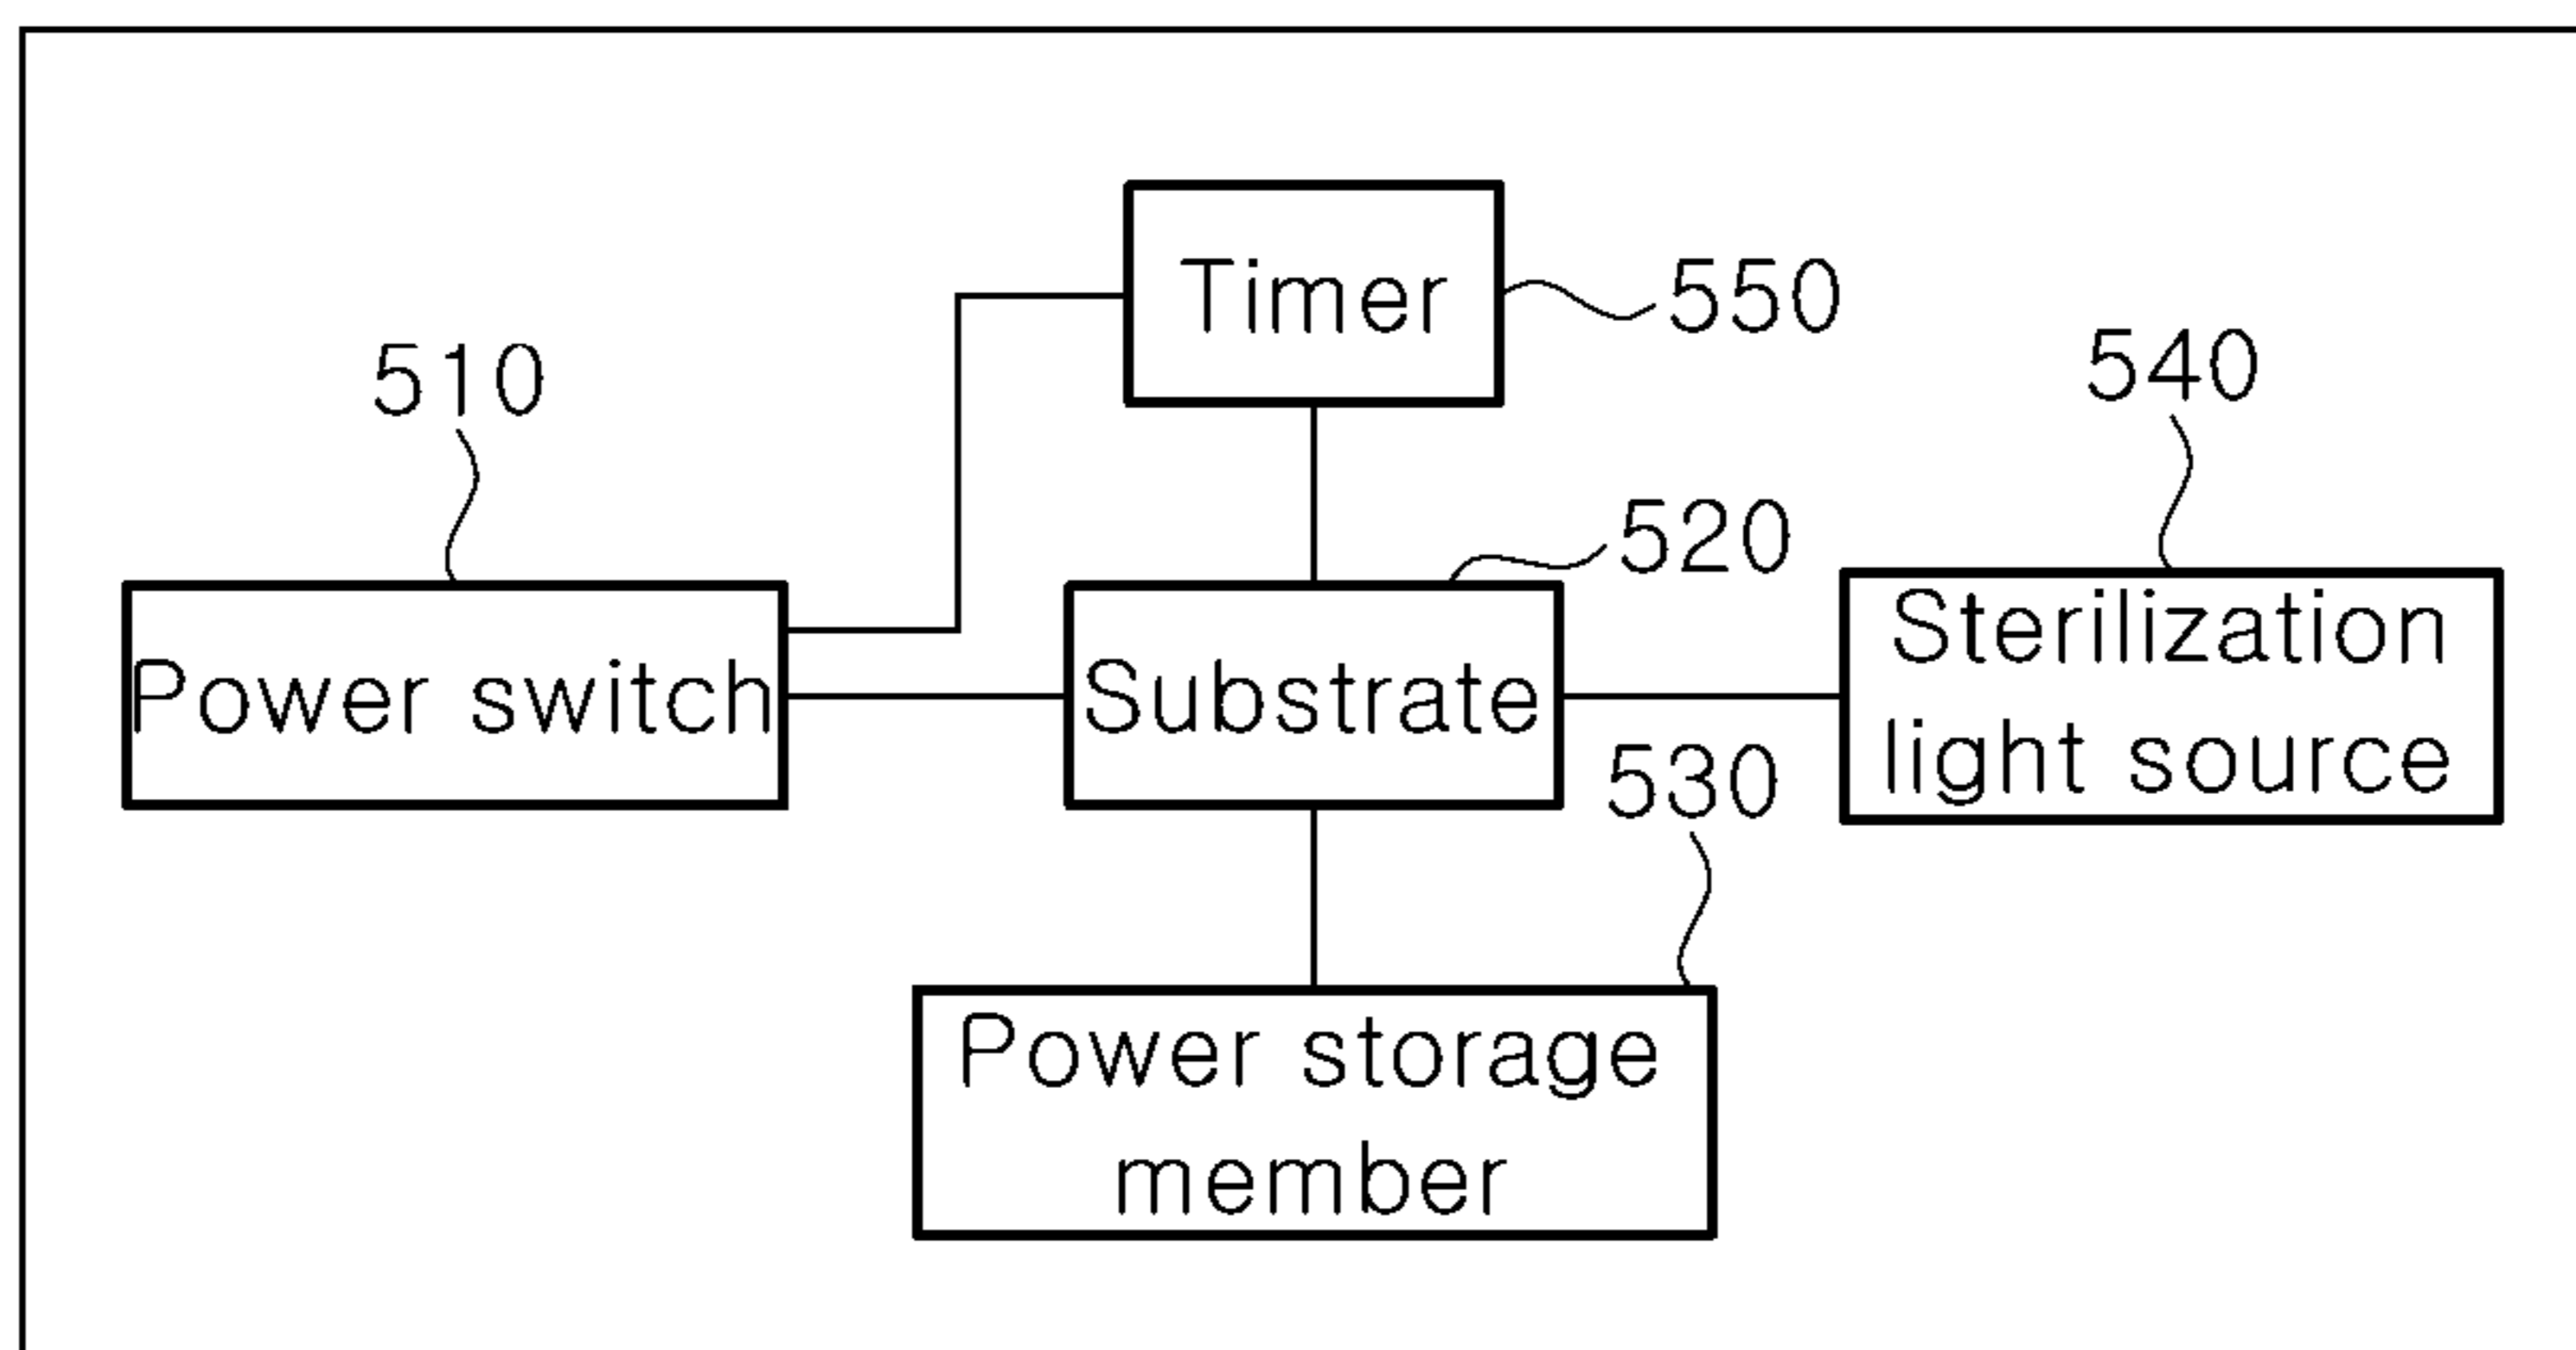 Timer
550
510
540
520
Power switch
Substrate
Sterilization
light source
530
Power storage
member